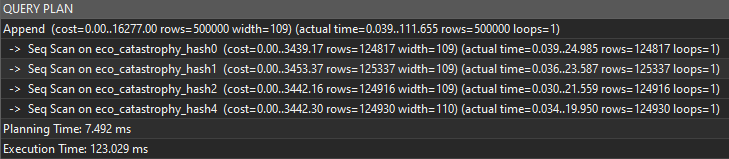 QUERY PLAN
Append (cost=0.00..16277.00 rows=500000 width=109) (actual time=0.039..111.655 rows=500000 loops=1)
-> Seq Scan on eco_catastrophy_hash0 (cost=0.00..3439.17 rows=124817 width=109) (actual time=0.039..24.985 rows=124817 loops=1)
-> Seq Scan on eco_catastrophy_hash1 (cost=0.00..3453.37 rows=125337 width=109) (actual time=0.036..23.587 rows=125337 loops=1)
-> Seq Scan on eco_catastrophy_hash2 (cost=0.00..3442.16 rows=124916 width=109) (actual time=0.030..21.559 rows=124916 loops=1)
-> Seq Scan on eco_catastrophy_hash4 (cost=0.00..3442.30 rows=124930 width=110) (actual time=0.034..19.950 rows=124930 loops=1)
Planning Time: 7.492 ms
Execution Time: 123.029 ms